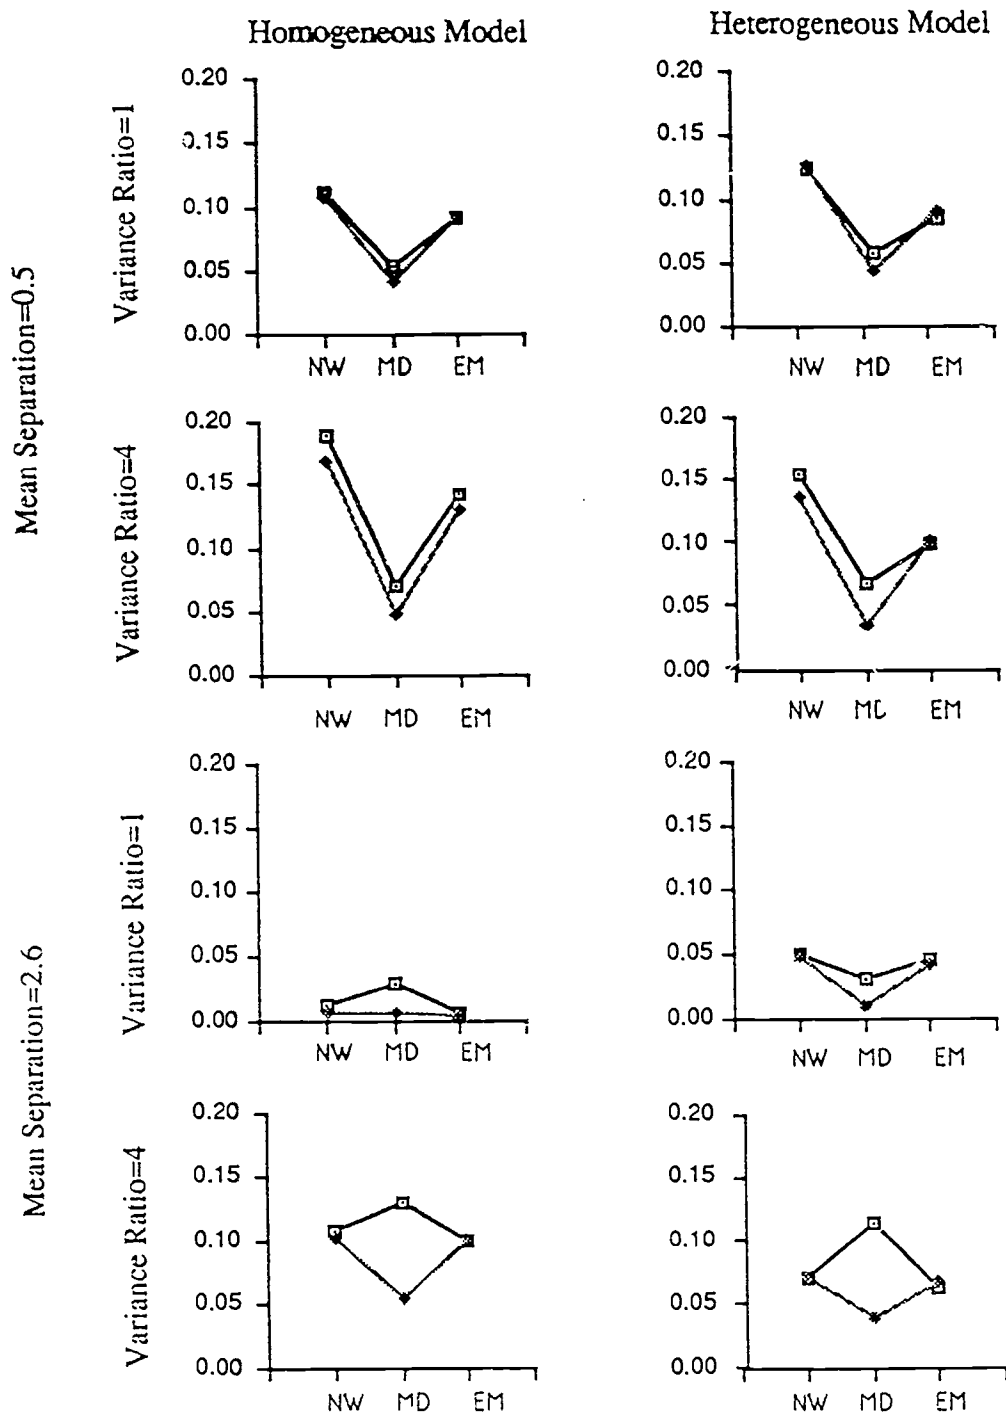 Homogeneous Model
Heterogeneous Model
Mean Separation=0.5
Variance Ratio=1
0.20
0.15
0.10
0.05
0.00
NW MD EM
0.20
0.15
0.10
0.05
0.00
NW MD EM
Variance Ratio=4
0.20
0.15
0.10
0.05
0.00
NW MD EM
0.20
0.15
0.10
0.05
0.00
NW MD EM
Mean Separation=2.6
Variance Ratio=1
0.20
0.15
0.10
0.05
0.00
NW MD EM
0.20
0.15
0.10
0.05
0.00
NW MD EM
Variance Ratio=4
0.20
0.15
0.10
0.05
0.00
NW MD EM
0.20
0.15
0.10
0.05
0.00
NW MD EM